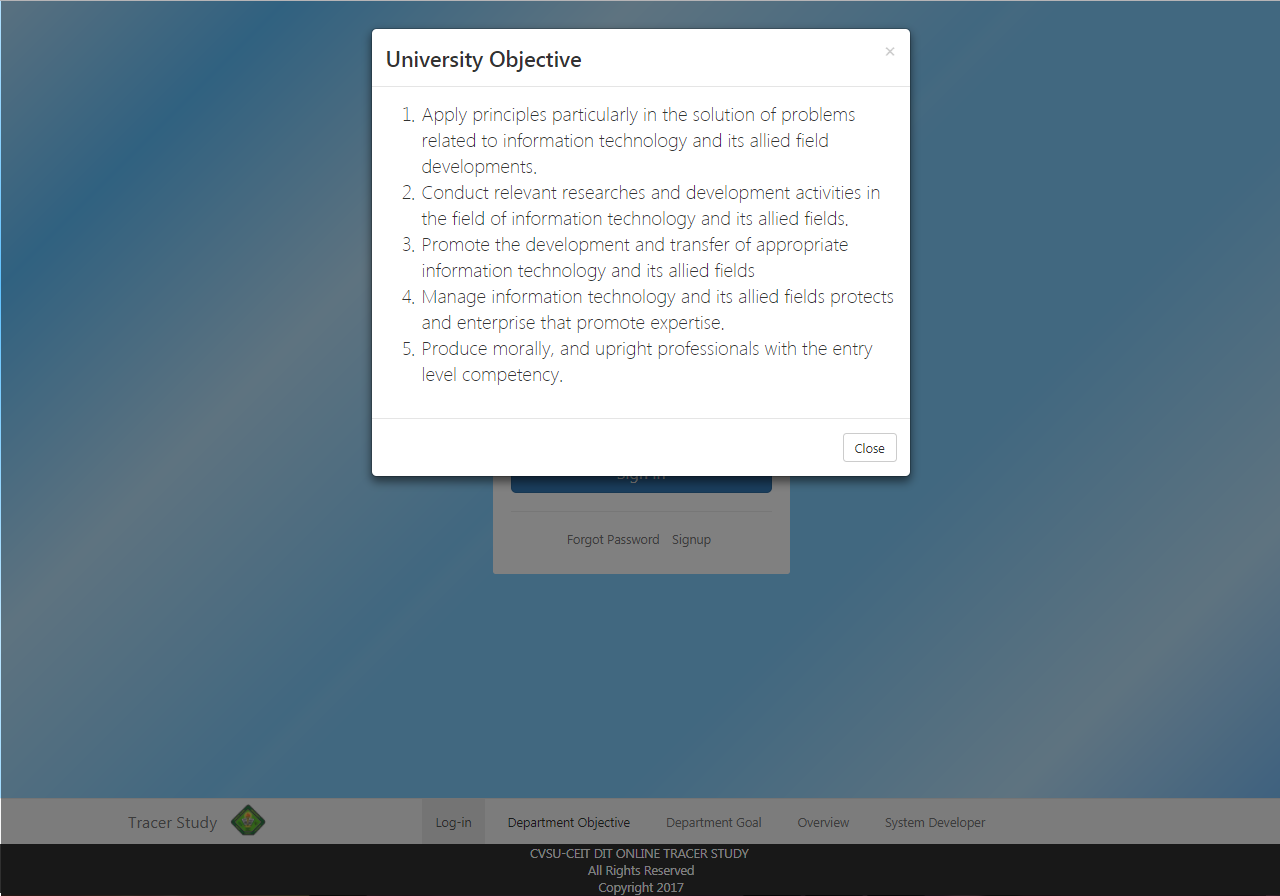 University Objective
×
1. Apply principles particularly in the solution of problems
related to information technology and its allied field
developments.
2. Conduct relevant researches and development activities in
the field of information technology and its allied fields.
3. Promote the development and transfer of appropriate
information technology and its allied fields
4. Manage information technology and its allied fields protects
and enterprise that promote expertise.
5. Produce morally, and upright professionals with the entry
level competency.
Close
Sign in
Forgot Password Signup
Tracer Study Log-in Department Objective Department Goal Overview System Developer
CVSU-CEIT DIT ONLINE TRACER STUDY
All Rights Reserved
Copyright 2017